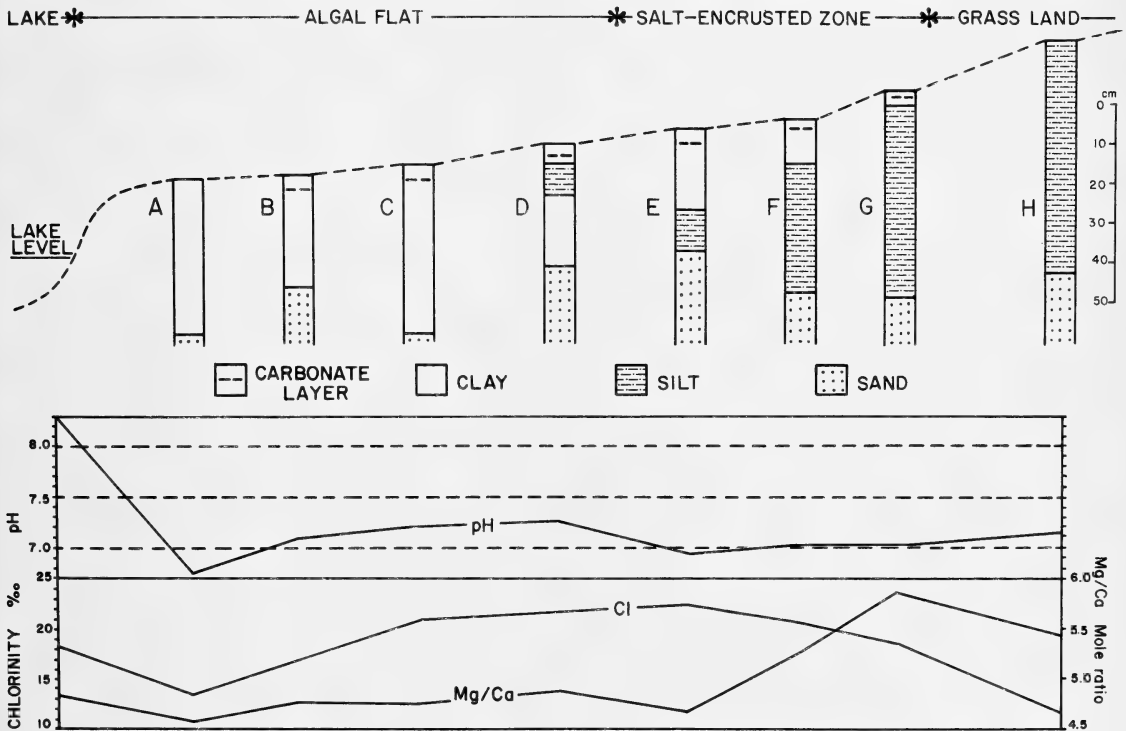 LAKE ALGAL FLAT SALT-ENCRUSTED ZONE GRASS LAND
cm
0
10
20
30
40
50
A B C D E F G H
LAKE
LEVEL
CARBONATE
LAYER
CLAY
SILT
SAND
8.0
7.5
7.0
pH
pH
25
20
15
10
CHLORINITY ‰
Cl
Mg/Ca
6.0
5.5
5.0
4.5
Mg/Ca Mole ratio